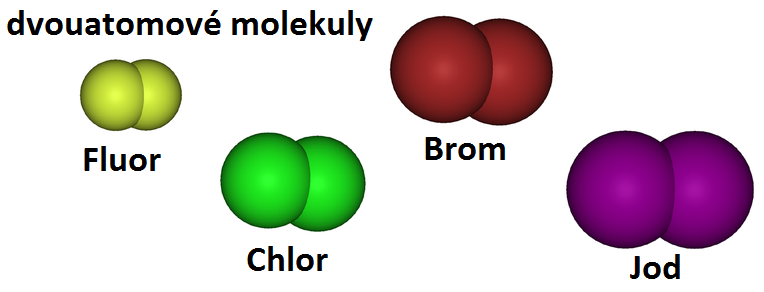 dvouatomové molekuly
Fluor
Chlor
Brom
Jod